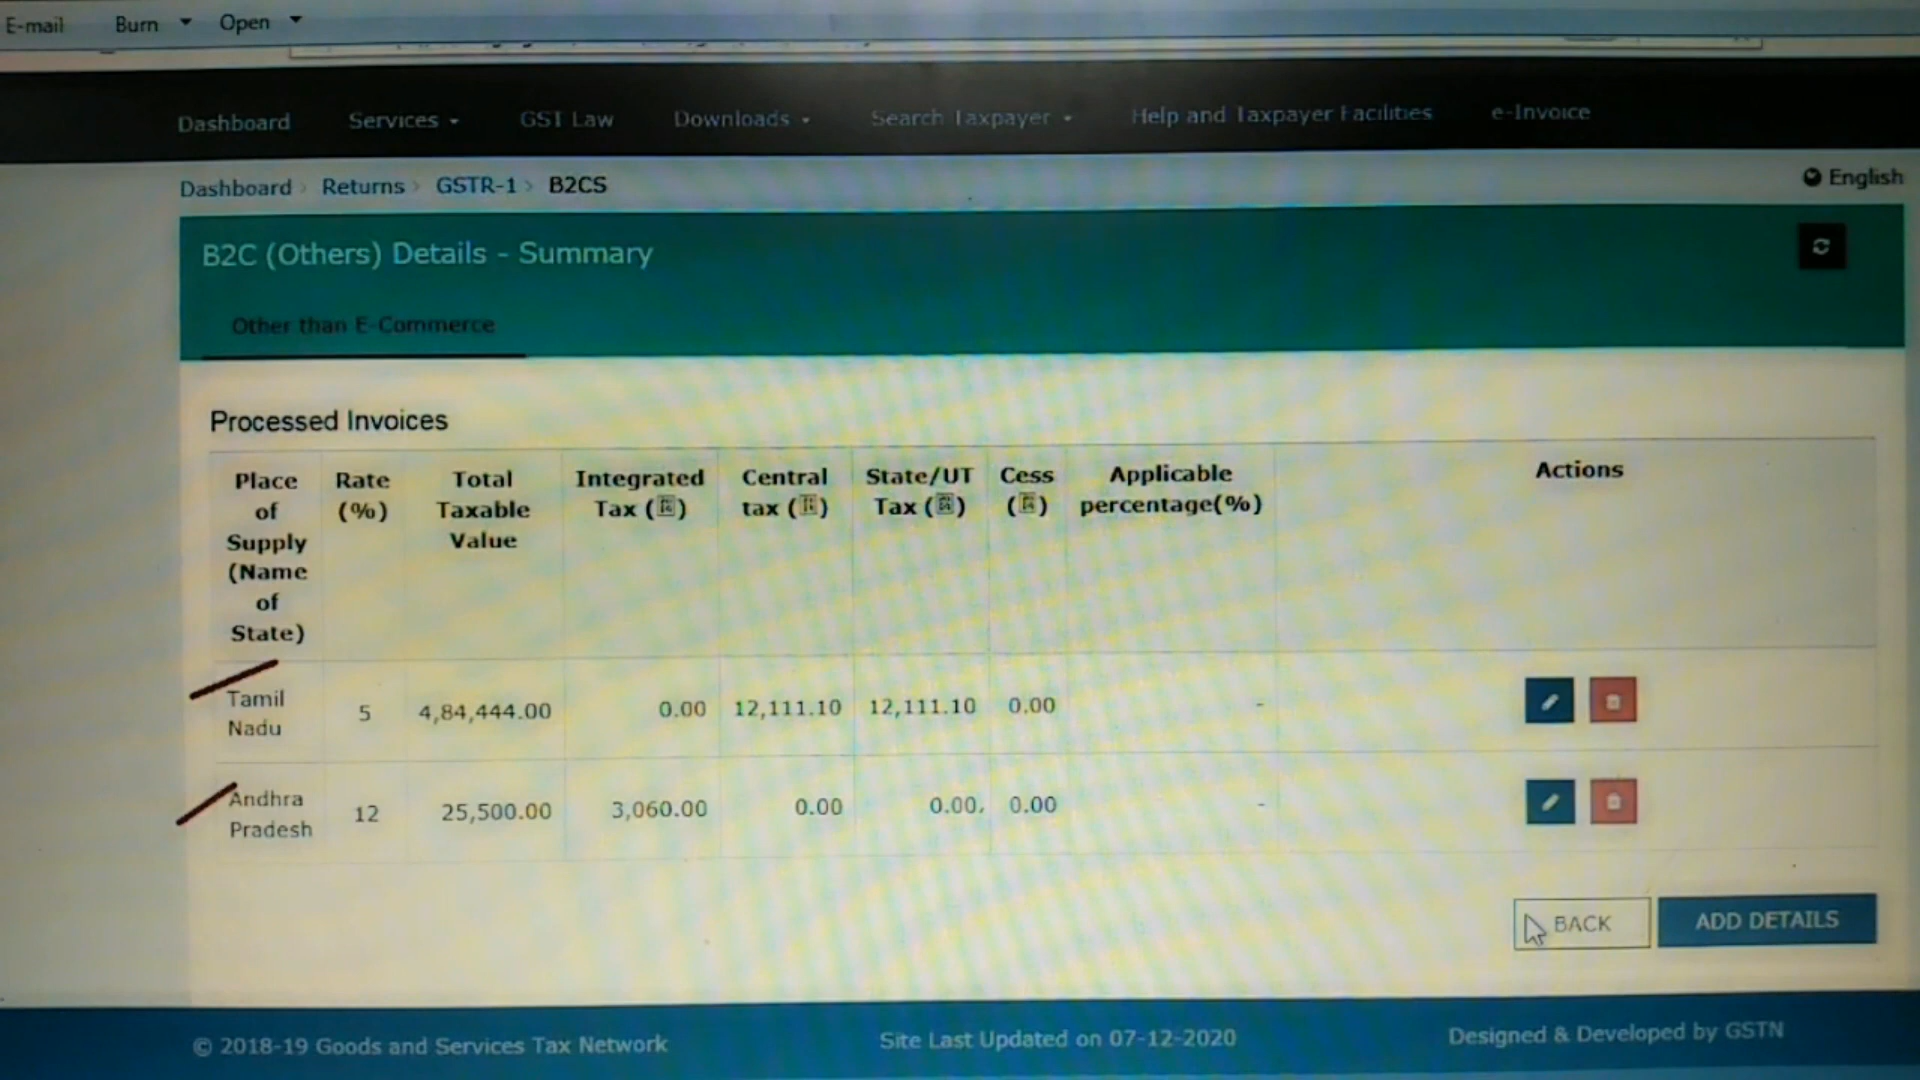 E-mail Burn Open
Dashboard Services GST Law Downloads Search Taxpayer Help and Taxpayer Facilities e-Invoice
Dashboard Returns GSTR-1 B2CS
English
B2C (Others) Details - Summary
Other than E-Commerce
Processed Invoices
Place of Supply (Name of State) Rate (%) Total Taxable Value Integrated Tax (₹) Central tax (₹) State/UT Tax (₹) Cess (₹) Applicable percentage(%) Actions
Tamil Nadu 5 4,84,444.00 0.00 12,111.10 12,111.10 0.00 -
Andhra Pradesh 12 25,500.00 3,060.00 0.00 0.00 0.00 -
BACK ADD DETAILS
© 2018-19 Goods and Services Tax Network Site Last Updated on 07-12-2020 Designed & Developed by GSTN